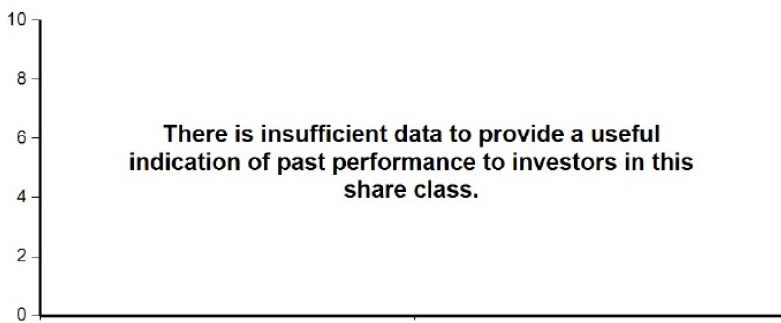 10
8
There is insufficient data to provide a useful
6
indication of past performance to investors in this
share class.
4
2
0